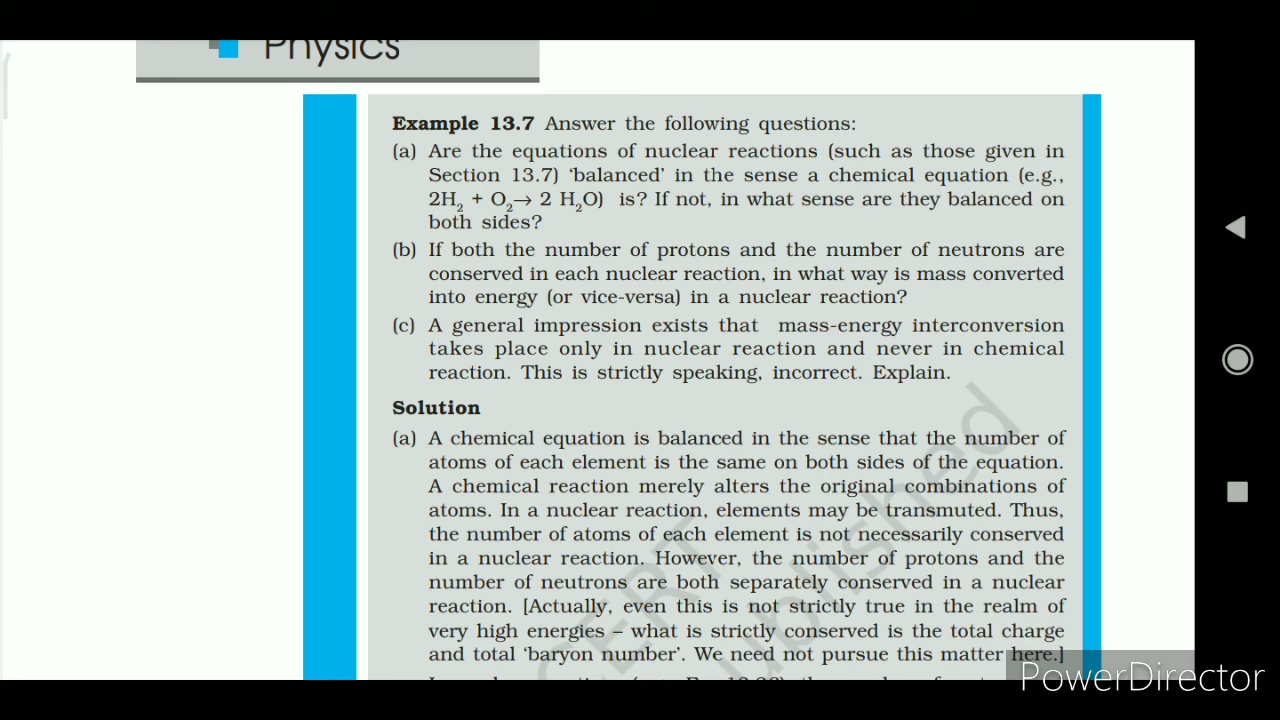 Physics
Example 13.7 Answer the following questions:
(a) Are the equations of nuclear reactions (such as those given in
Section 13.7) ‘balanced’ in the sense a chemical equation (e.g.,
2H₂ + O₂→ 2 H₂O) is? If not, in what sense are they balanced on
both sides?
(b) If both the number of protons and the number of neutrons are
conserved in each nuclear reaction, in what way is mass converted
into energy (or vice-versa) in a nuclear reaction?
(c) A general impression exists that mass-energy interconversion
takes place only in nuclear reaction and never in chemical
reaction. This is strictly speaking, incorrect. Explain.
Solution
(a) A chemical equation is balanced in the sense that the number of
atoms of each element is the same on both sides of the equation.
A chemical reaction merely alters the original combinations of
atoms. In a nuclear reaction, elements may be transmuted. Thus,
the number of atoms of each element is not necessarily conserved
in a nuclear reaction. However, the number of protons and the
number of neutrons are both separately conserved in a nuclear
reaction. [Actually, even this is not strictly true in the realm of
very high energies – what is strictly conserved is the total charge
and total ‘baryon number’. We need not pursue this matter here.]
PowerDirector